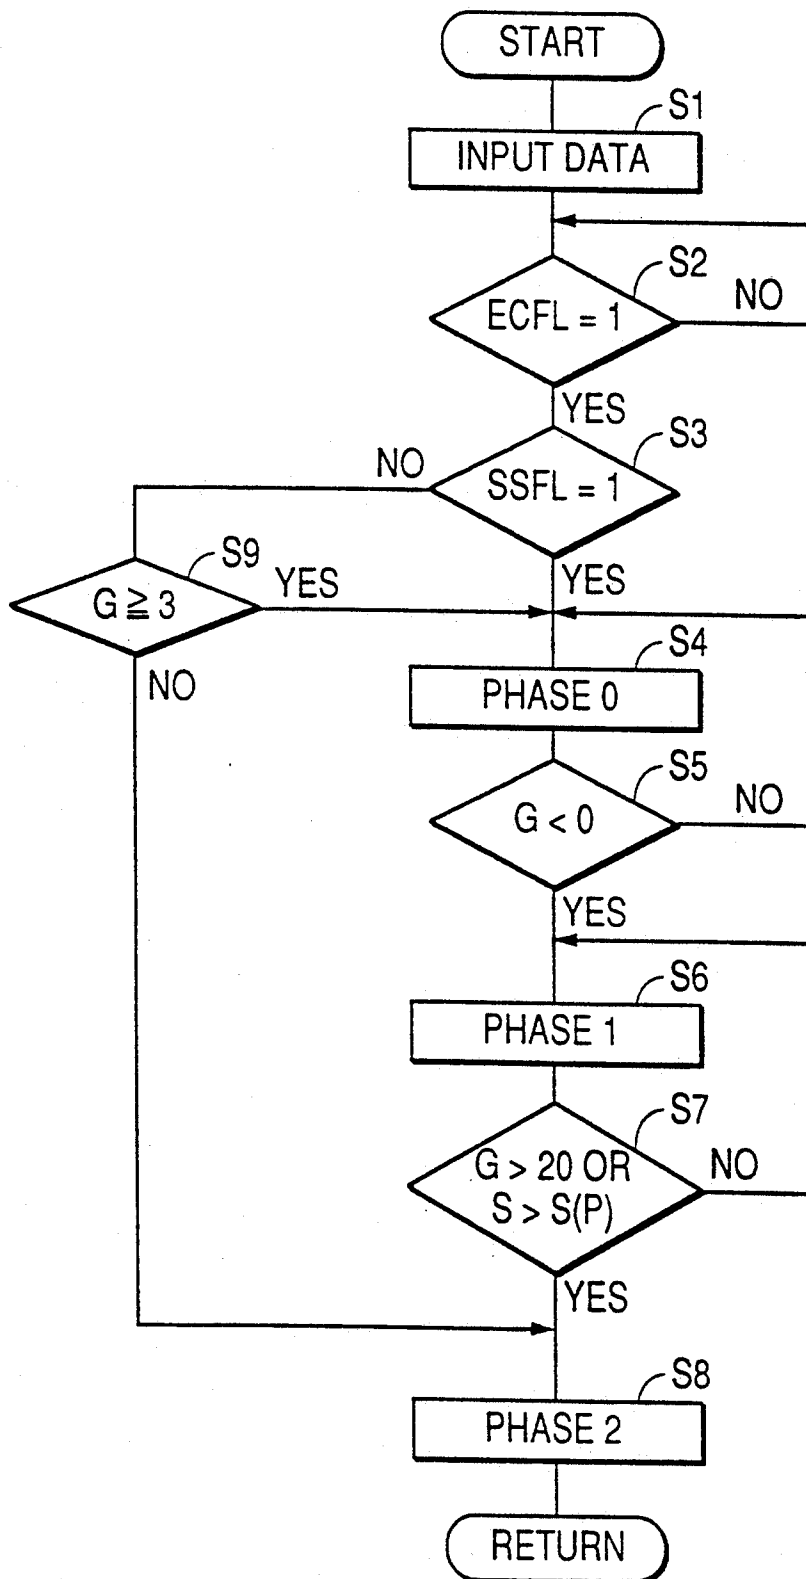 START
S1
INPUT DATA
S2
ECFL = 1
NO
YES
S3
NO
SSFL = 1
S9
YES
G ≧ 3
YES
NO
S4
PHASE 0
S5
G < 0
NO
YES
S6
PHASE 1
S7
G > 20 OR
S > S(P)
NO
YES
S8
PHASE 2
RETURN